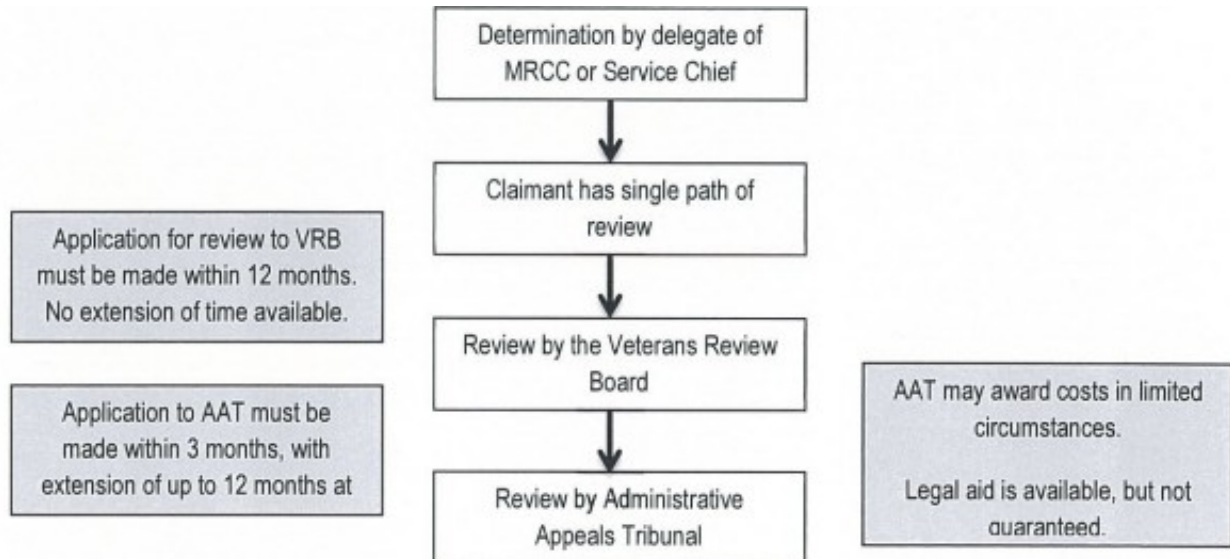 Determination by delegate of
MRCC or Service Chief
Claimant has single path of
review
Application for review to VRB
must be made within 12 months.
No extension of time available.
Review by the Veterans Review
Board
Application to AAT must be
made within 3 months, with
extension of up to 12 months at
AAT may award costs in limited
circumstances.
Legal aid is available, but not
guaranteed.
Review by Administrative
Appeals Tribunal